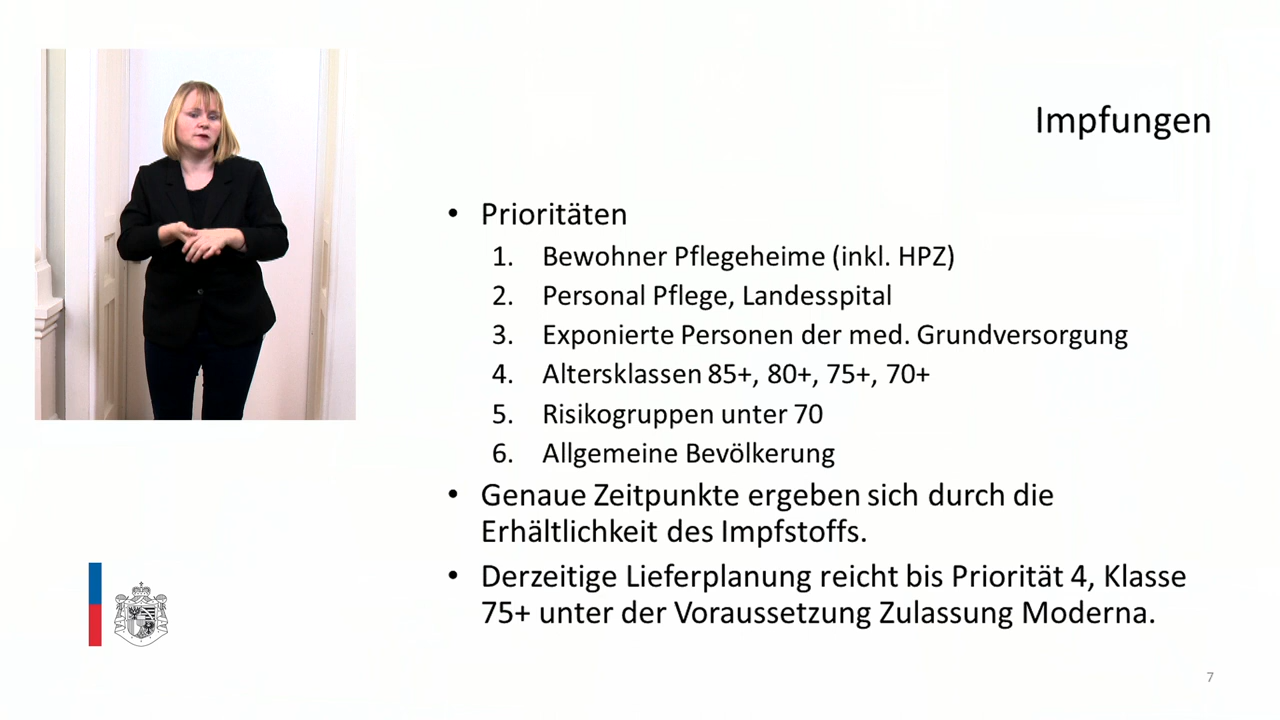 Impfungen
• Prioritäten
1. Bewohner Pflegeheime (inkl. HPZ)
2. Personal Pflege, Landesspital
3. Exponierte Personen der med. Grundversorgung
4. Altersklassen 85+, 80+, 75+, 70+
5. Risikogruppen unter 70
6. Allgemeine Bevölkerung
• Genaue Zeitpunkte ergeben sich durch die
Erhältlichkeit des Impfstoffs.
• Derzeitige Lieferplanung reicht bis Priorität 4, Klasse
75+ unter der Voraussetzung Zulassung Moderna.
7